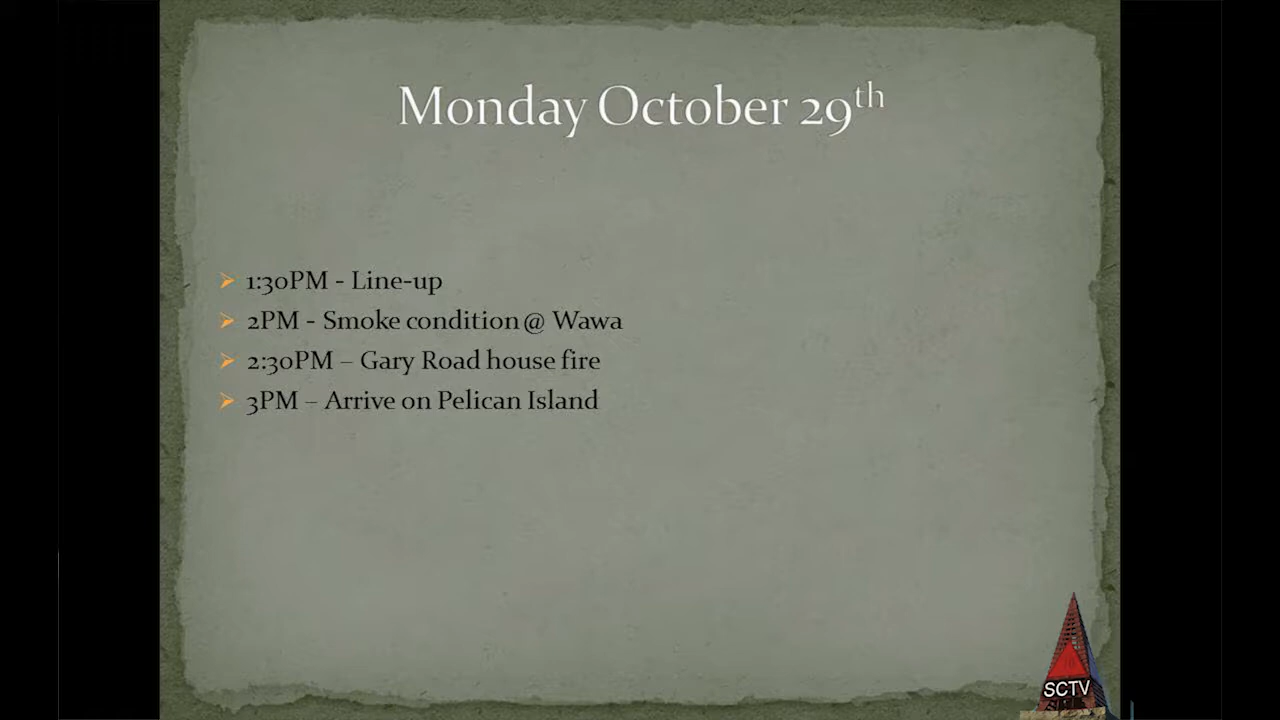 Monday October 29th
1:30PM - Line-up
2PM - Smoke condition @ Wawa
2:30PM – Gary Road house fire
3PM – Arrive on Pelican Island
SCTV